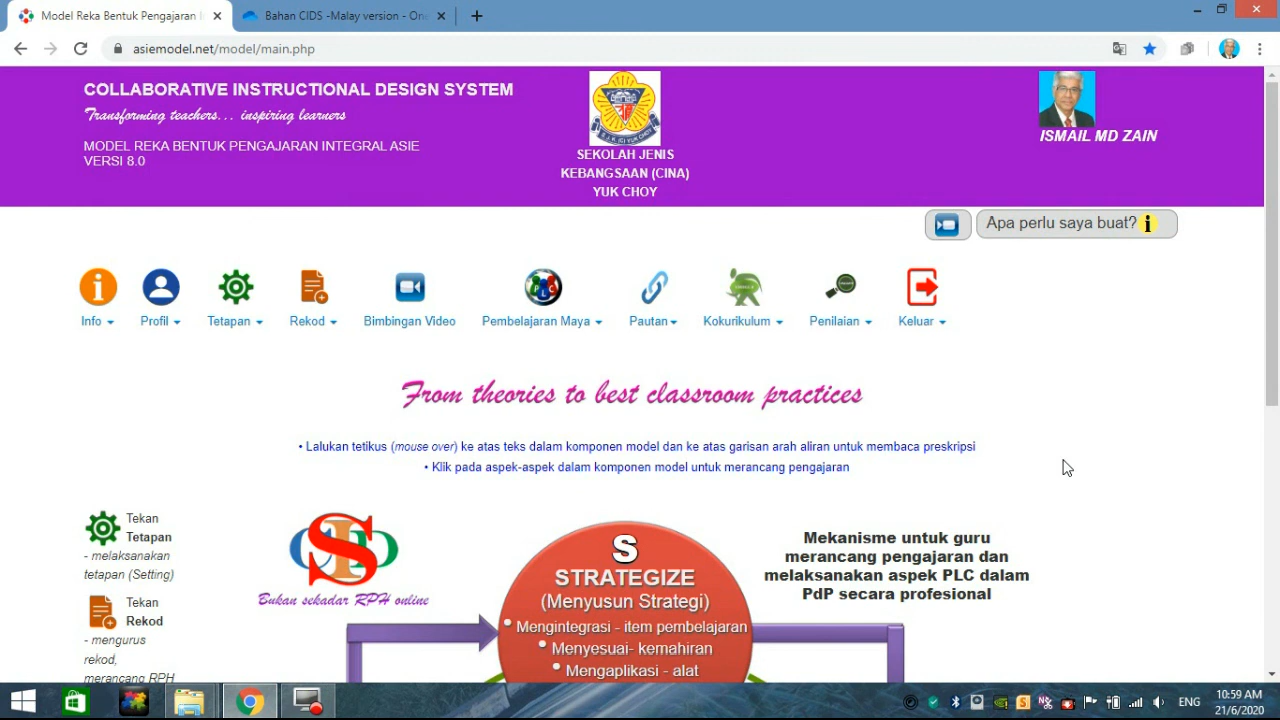 Model Reka Bentuk Pengajaran I
Bahan CIDS -Malay version - One
asiemodel.net/model/main.php
COLLABORATIVE INSTRUCTIONAL DESIGN SYSTEM
Transforming teachers... inspiring learners
MODEL REKA BENTUK PENGAJARAN INTEGRAL ASIE
VERSI 8.0
SEKOLAH JENIS
KEBANGSAAN (CINA)
YUK CHOY
ISMAIL MD ZAIN
Apa perlu saya buat? i
Info
Profil
Tetapan
Rekod
Bimbingan Video
Pembelajaran Maya
Pautan
Kokurikulum
Penilaian
Keluar
From theories to best classroom practices
• Lalukan tetikus (mouse over) ke atas teks dalam komponen model dan ke atas garisan arah aliran untuk membaca preskripsi
• Klik pada aspek-aspek dalam komponen model untuk merancang pengajaran
Tekan
Tetapan
- melaksanakan
tetapan (Setting)
Tekan
Rekod
- mengurus
rekod,
merancang RPH
Bukan sekadar RPH online
S
STRATEGIZE
(Menyusun Strategi)
• Mengintegrasi - item pembelajaran
• Menyesuai- kemahiran
• Mengaplikasi - alat
Mekanisme untuk guru
merancang pengajaran dan
melaksanakan aspek PLC dalam
PdP secara profesional
ENG
10:59 AM
21/6/2020